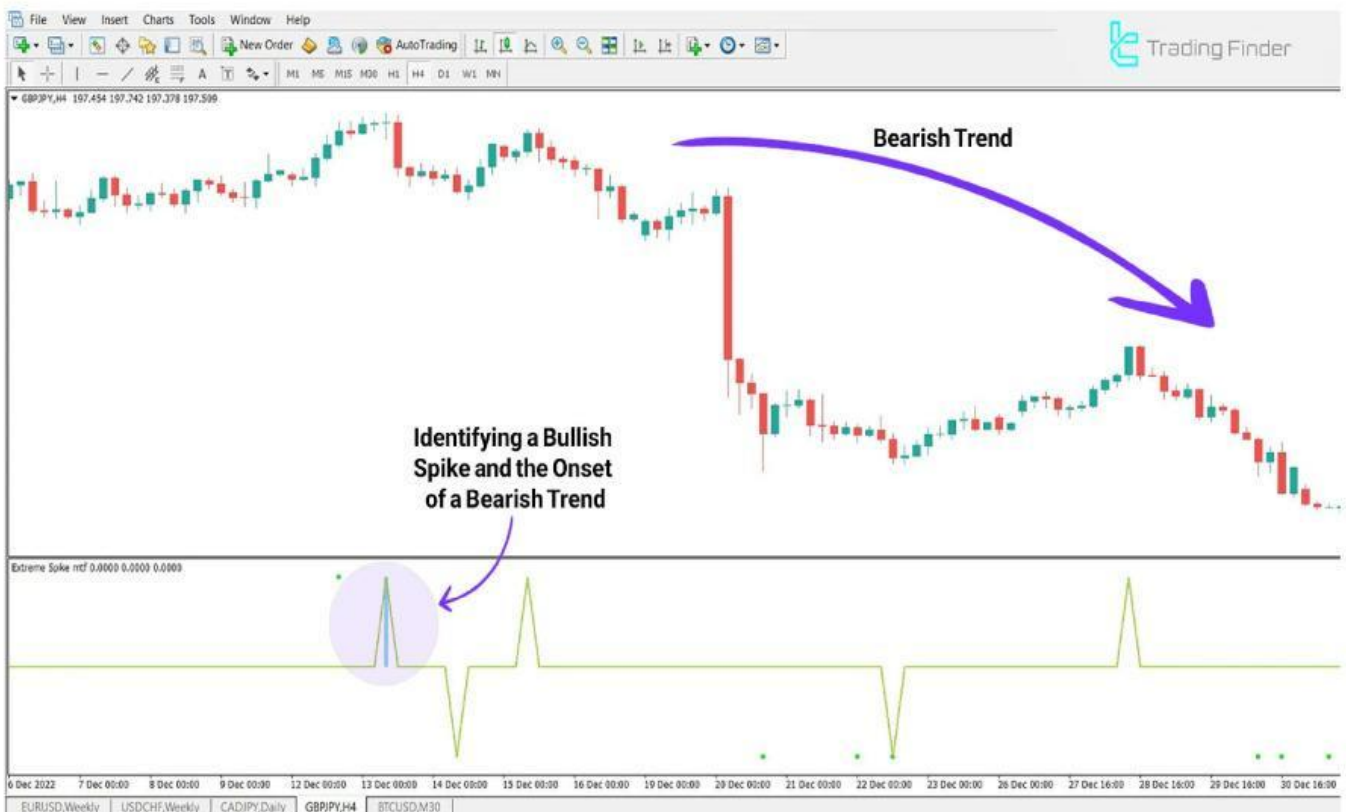 File View Insert Charts Tools Window Help
New Order AutoTrading
Trading Finder
A T M1 M5 M15 M30 H1 H4 D1 W1 MN
GBPJPY,H4 197.454 197.742 197.378 197.599
Bearish Trend
Identifying a Bullish
Spike and the Onset
of a Bearish Trend
Extreme Spike mtf 0.0000 0.0000 0.0000
6 Dec 2022 7 Dec 00:00 8 Dec 00:00 9 Dec 00:00 12 Dec 00:00 13 Dec 00:00 14 Dec 00:00 15 Dec 00:00 16 Dec 00:00 19 Dec 00:00 20 Dec 00:00 21 Dec 00:00 22 Dec 00:00 23 Dec 00:00 26 Dec 00:00 27 Dec 16:00 28 Dec 16:00 29 Dec 16:00 30 Dec 16:00
EURUSD,Weekly USDCHF,Weekly CADJPY,Daily GBPJPY,H4 BTCUSD,M30